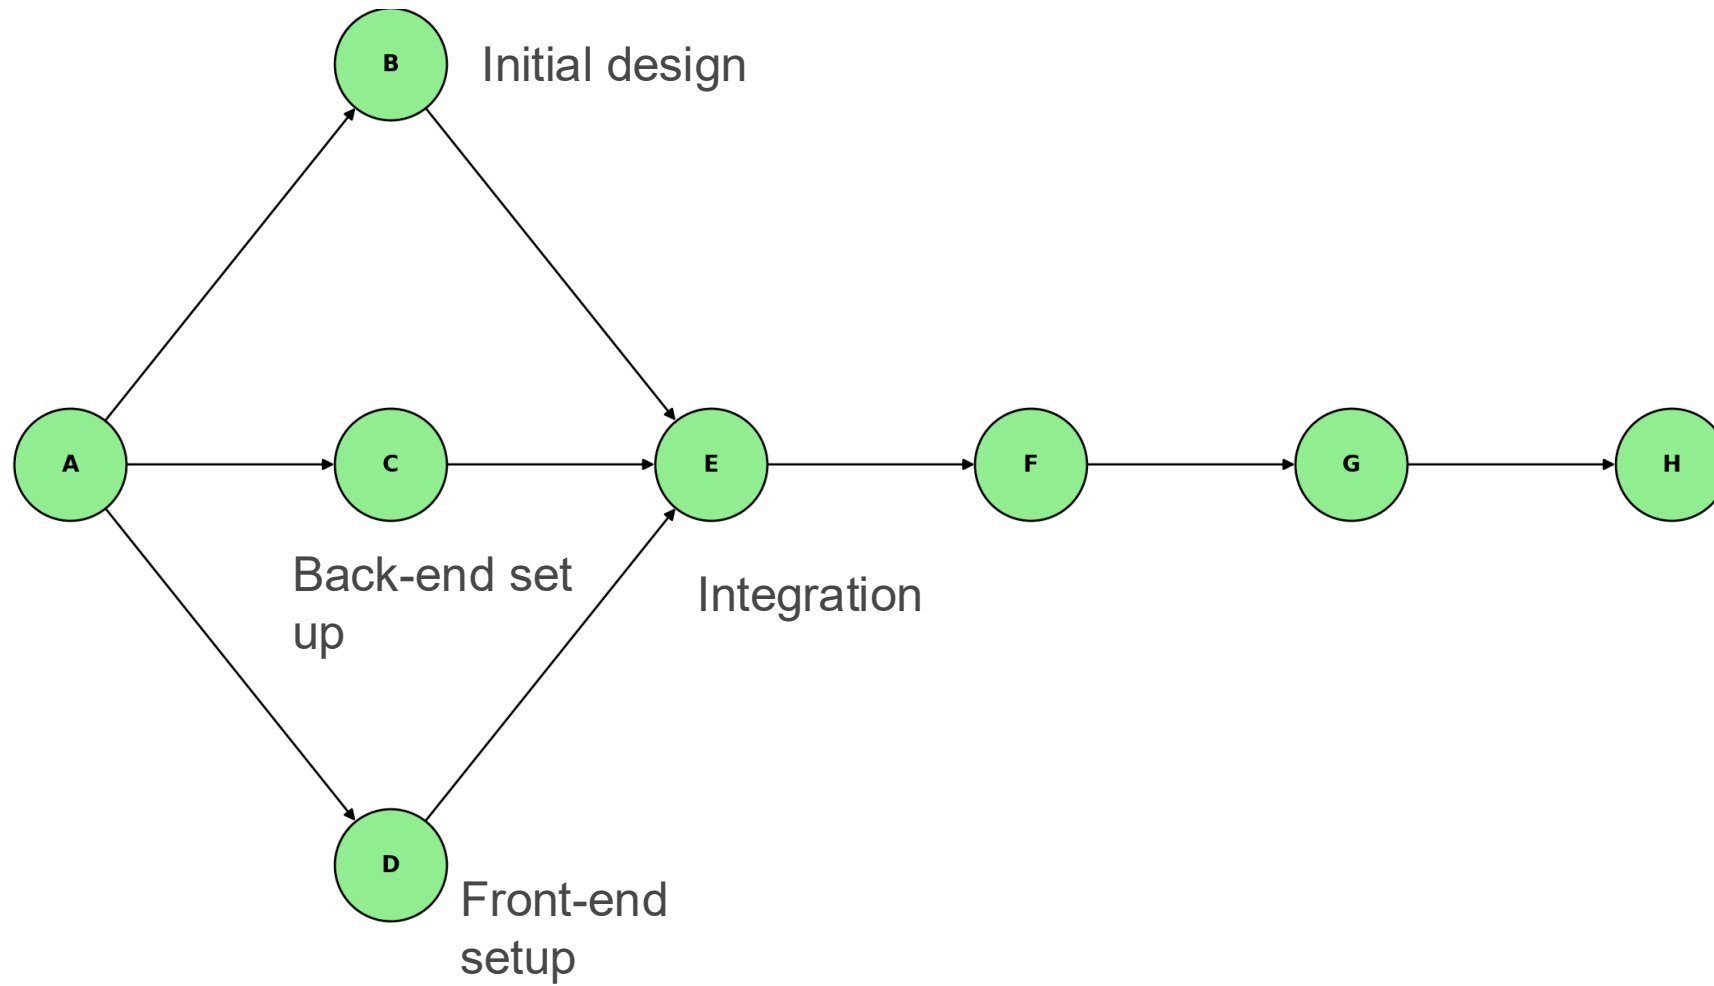 B
Initial design
A
C
E
F
G
H
Back-end set
up
Integration
D
Front-end
setup